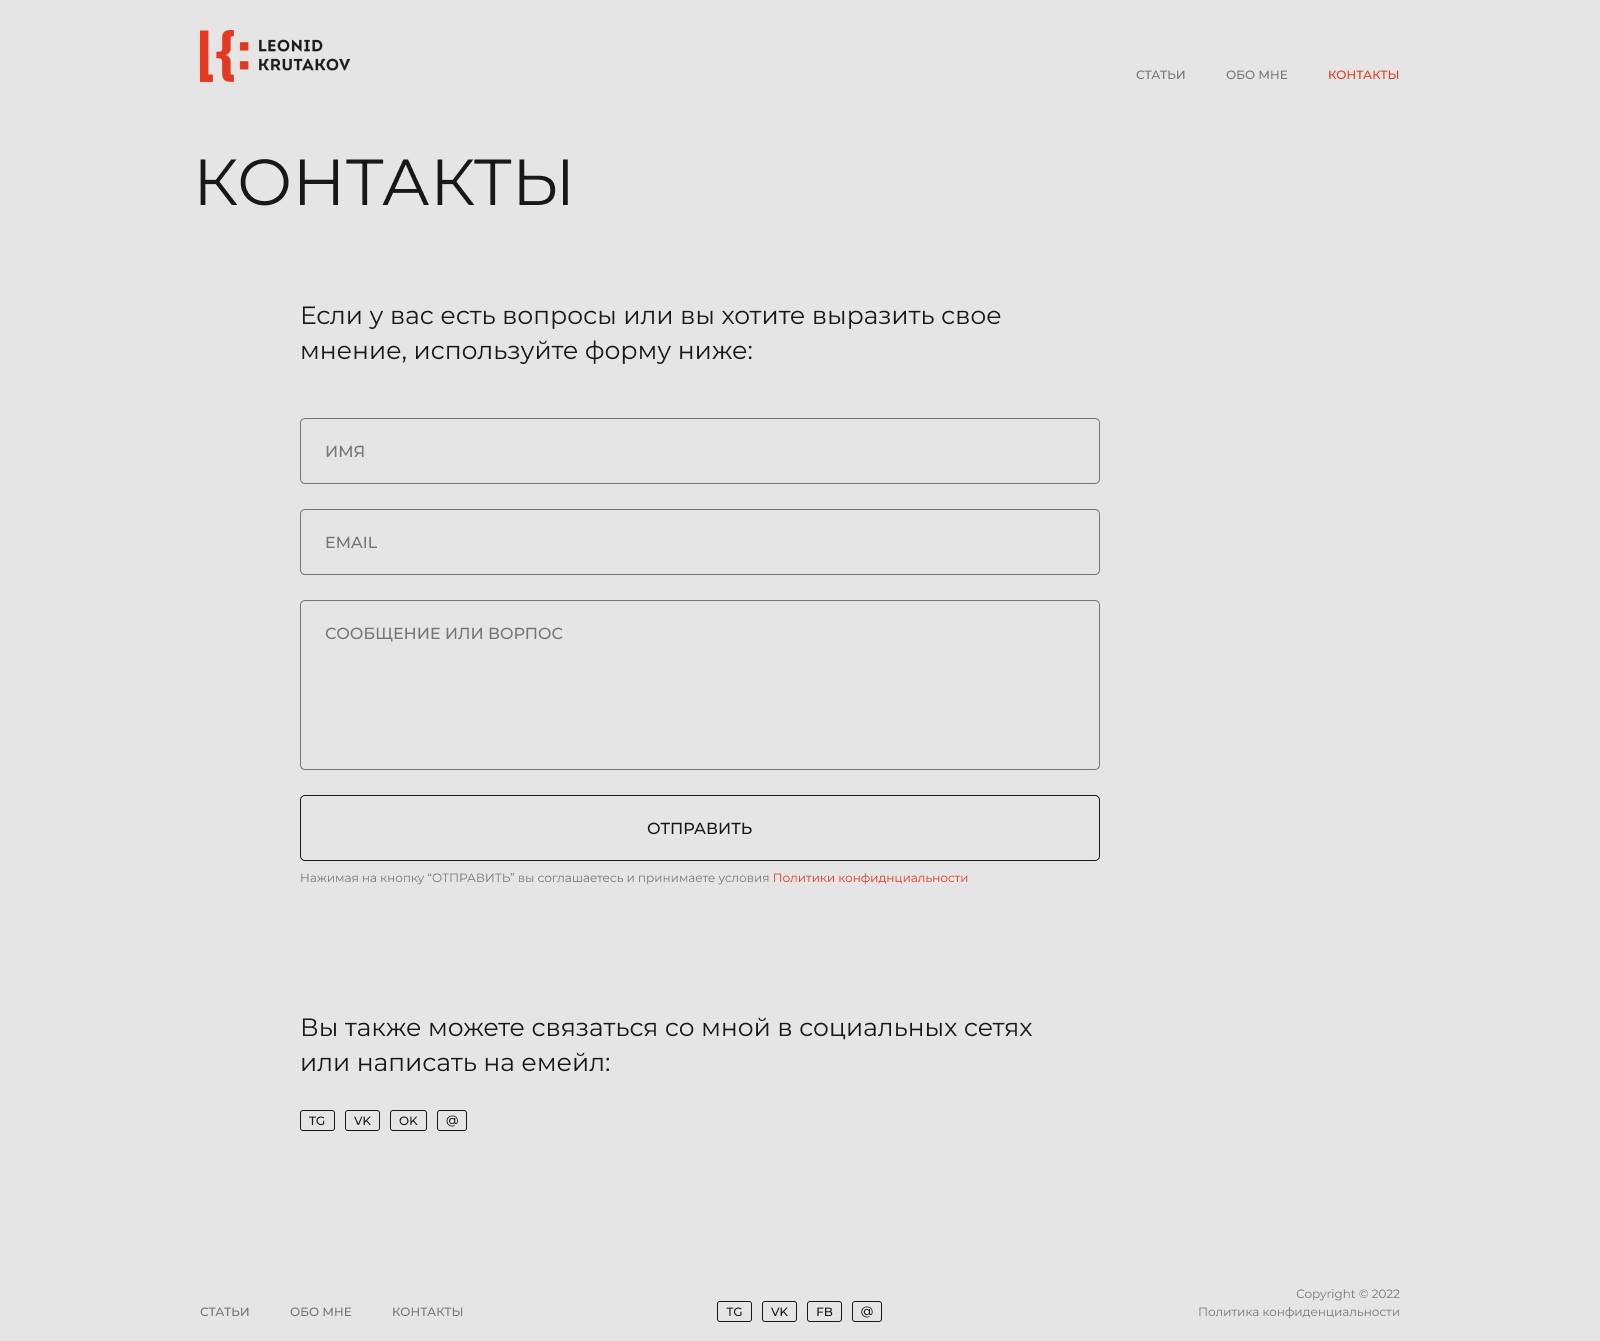 LEONID
KRUTAKOV
СТАТЬИ ОБО МНЕ КОНТАКТЫ
КОНТАКТЫ
Если у вас есть вопросы или вы хотите выразить свое
мнение, используйте форму ниже:
ИМЯ
EMAIL
СООБЩЕНИЕ ИЛИ ВОРПОС
ОТПРАВИТЬ
Нажимая на кнопку “ОТПРАВИТЬ” вы соглашаетесь и принимаете условия Политики конфиднциальности
Вы также можете связаться со мной в социальных сетях
или написать на емейл:
TG VK OK @
СТАТЬИ ОБО МНЕ КОНТАКТЫ
TG VK FB @
Copyright © 2022
Политика конфиденциальности